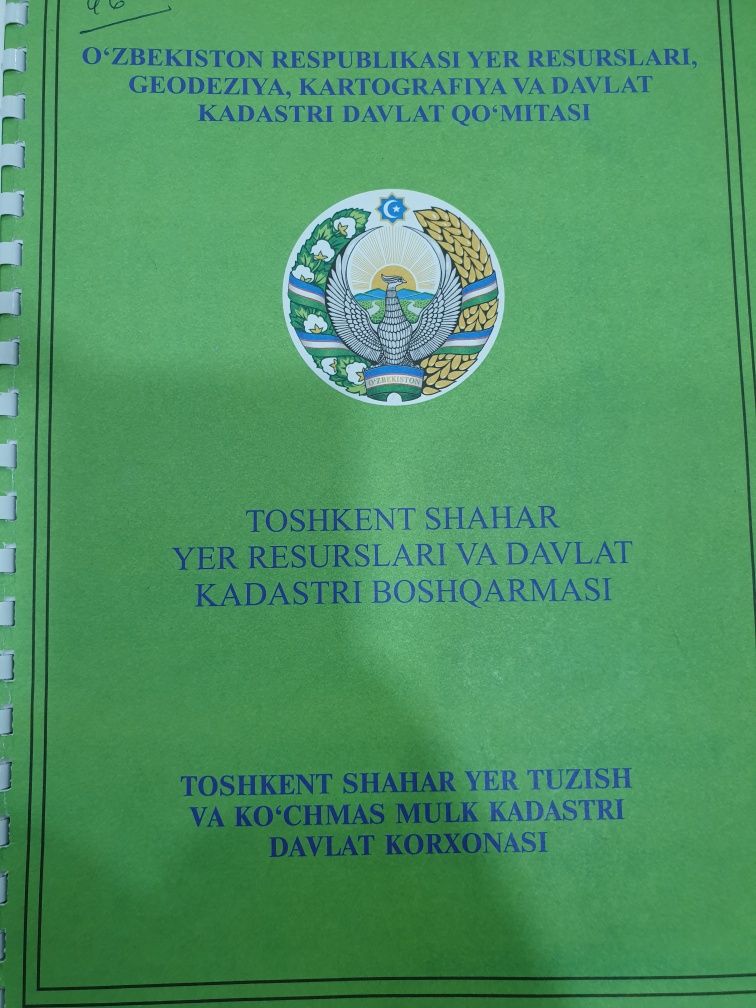 46
O‘ZBEKISTON RESPUBLIKASI YER RESURSLARI,
GEODEZIYA, KARTOGRAFIYA VA DAVLAT
KADASTRI DAVLAT QO‘MITASI
O‘ZBEKISTON
TOSHKENT SHAHAR
YER RESURSLARI VA DAVLAT
KADASTRI BOSHQARMASI
TOSHKENT SHAHAR YER TUZISH
VA KO‘CHMAS MULK KADASTRI
DAVLAT KORXONASI